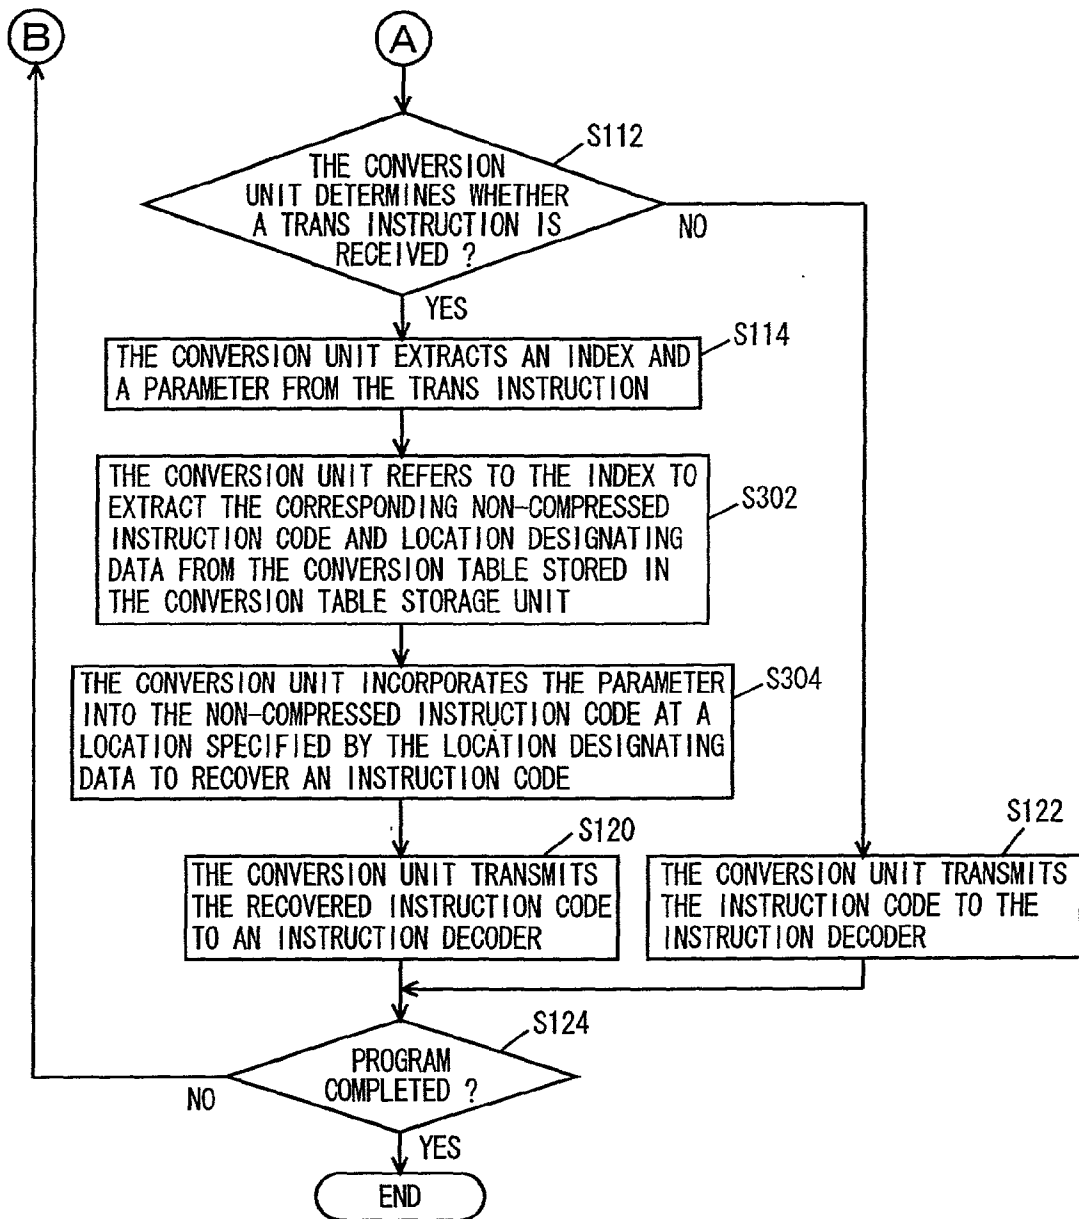 B
A
S112
THE CONVERSION
UNIT DETERMINES WHETHER
A TRANS INSTRUCTION IS
RECEIVED ?
NO
YES
S114
THE CONVERSION UNIT EXTRACTS AN INDEX AND
A PARAMETER FROM THE TRANS INSTRUCTION
S302
THE CONVERSION UNIT REFERS TO THE INDEX TO
EXTRACT THE CORRESPONDING NON-COMPRESSED
INSTRUCTION CODE AND LOCATION DESIGNATING
DATA FROM THE CONVERSION TABLE STORED IN
THE CONVERSION TABLE STORAGE UNIT
S304
THE CONVERSION UNIT INCORPORATES THE PARAMETER
INTO THE NON-COMPRESSED INSTRUCTION CODE AT A
LOCATION SPECIFIED BY THE LOCATION DESIGNATING
DATA TO RECOVER AN INSTRUCTION CODE
S120
THE CONVERSION UNIT TRANSMITS
THE RECOVERED INSTRUCTION CODE
TO AN INSTRUCTION DECODER
S122
THE CONVERSION UNIT TRANSMITS
THE INSTRUCTION CODE TO THE
INSTRUCTION DECODER
S124
PROGRAM
COMPLETED ?
NO
YES
END